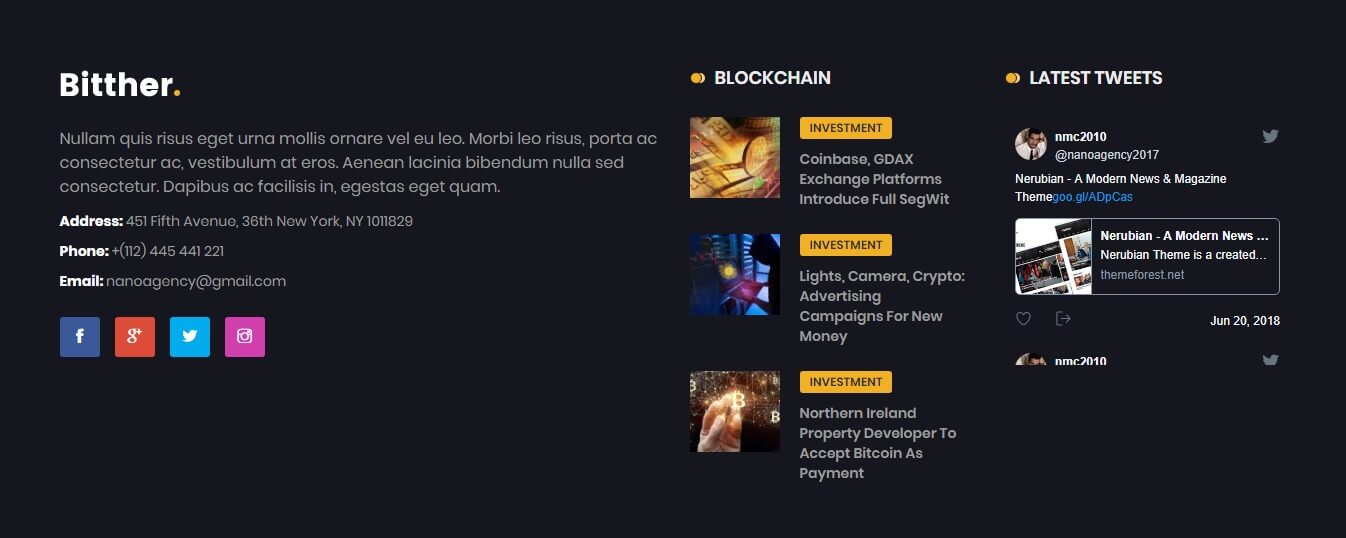 Bitther.
Nullam quis risus eget urna mollis ornare vel eu leo. Morbi leo risus, porta ac
consectetur ac, vestibulum at eros. Aenean lacinia bibendum nulla sed
consectetur. Dapibus ac facilisis in, egestas eget quam.
Address: 451 Fifth Avenue, 36th New York, NY 1011829
Phone: +(112) 445 441 221
Email: nanoagency@gmail.com
BLOCKCHAIN
INVESTMENT
Coinbase, GDAX
Exchange Platforms
Introduce Full SegWit
INVESTMENT
Lights, Camera, Crypto:
Advertising
Campaigns For New
Money
INVESTMENT
Northern Ireland
Property Developer To
Accept Bitcoin As
Payment
LATEST TWEETS
nmc2010
@nanoagency2017
Nerubian - A Modern News & Magazine
Themegoo.gl/ADpCas
Nerubian - A Modern News ...
Nerubian Theme is a created...
themeforest.net
Jun 20, 2018
nmc2010